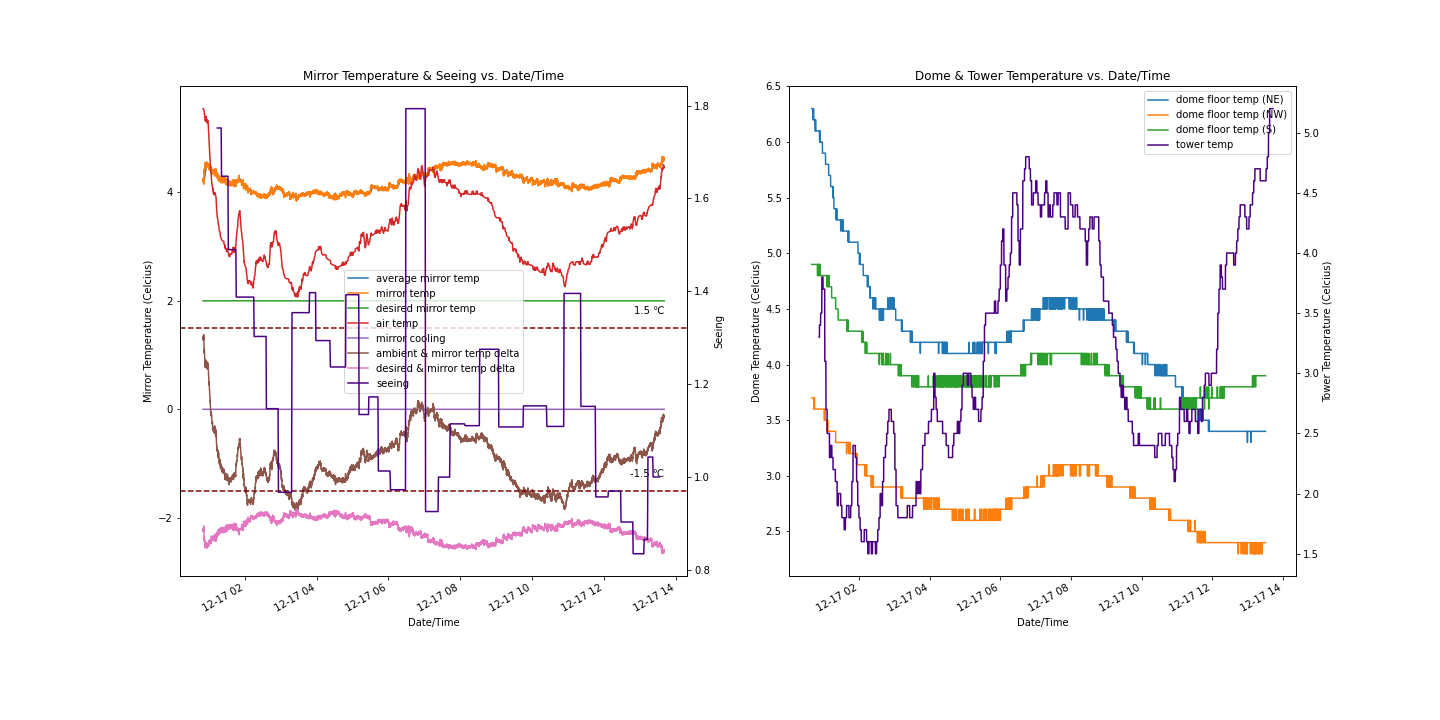 Mirror Temperature & Seeing vs. Date/Time
Mirror Temperature (Celcius)
4
2
0
−2
average mirror temp
mirror temp
desired mirror temp
air temp
mirror cooling
ambient & mirror temp delta
desired & mirror temp delta
seeing
1.5 ℃
-1.5 ℃
1.8
1.6
1.4
1.2
1.0
0.8
Seeing
12-17 02
12-17 04
12-17 06
12-17 08
12-17 10
12-17 12
12-17 14
Date/Time
Dome & Tower Temperature vs. Date/Time
Dome Temperature (Celcius)
6.5
6.0
5.5
5.0
4.5
4.0
3.5
3.0
2.5
dome floor temp (NE)
dome floor temp (NW)
dome floor temp (S)
tower temp
5.0
4.5
4.0
3.5
3.0
2.5
2.0
1.5
Tower Temperature (Celcius)
12-17 02
12-17 04
12-17 06
12-17 08
12-17 10
12-17 12
12-17 14
Date/Time